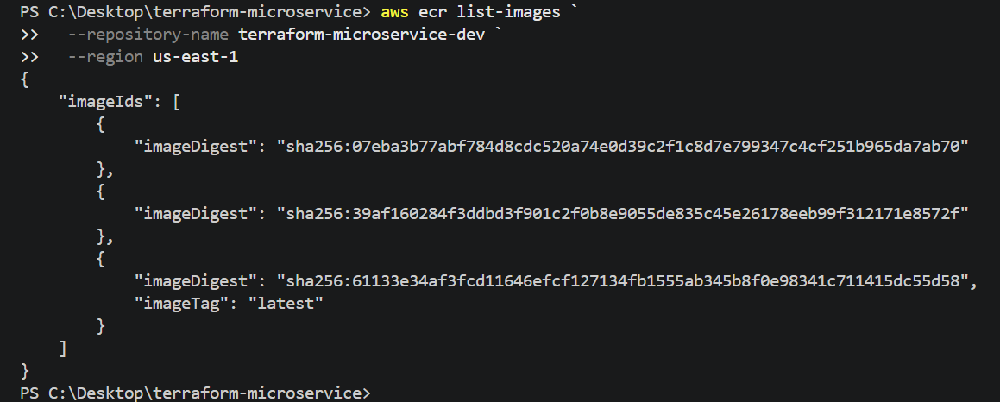 PS C:\Desktop\terraform-microservice> aws ecr list-images `
>>   --repository-name terraform-microservice-dev `
>>   --region us-east-1
{
    "imageIds": [
        {
            "imageDigest": "sha256:07eba3b77abf784d8cdc520a74e0d39c2f1c8d7e799347c4cf251b965da7ab70"
        },
        {
            "imageDigest": "sha256:39af160284f3ddbd3f901c2f0b8e9055de835c45e26178eeb99f312171e8572f"
        },
        {
            "imageDigest": "sha256:61133e34af3fcd11646efcf127134fb1555ab345b8f0e98341c711415dc55d58",
            "imageTag": "latest"
        }
    ]
}
PS C:\Desktop\terraform-microservice>